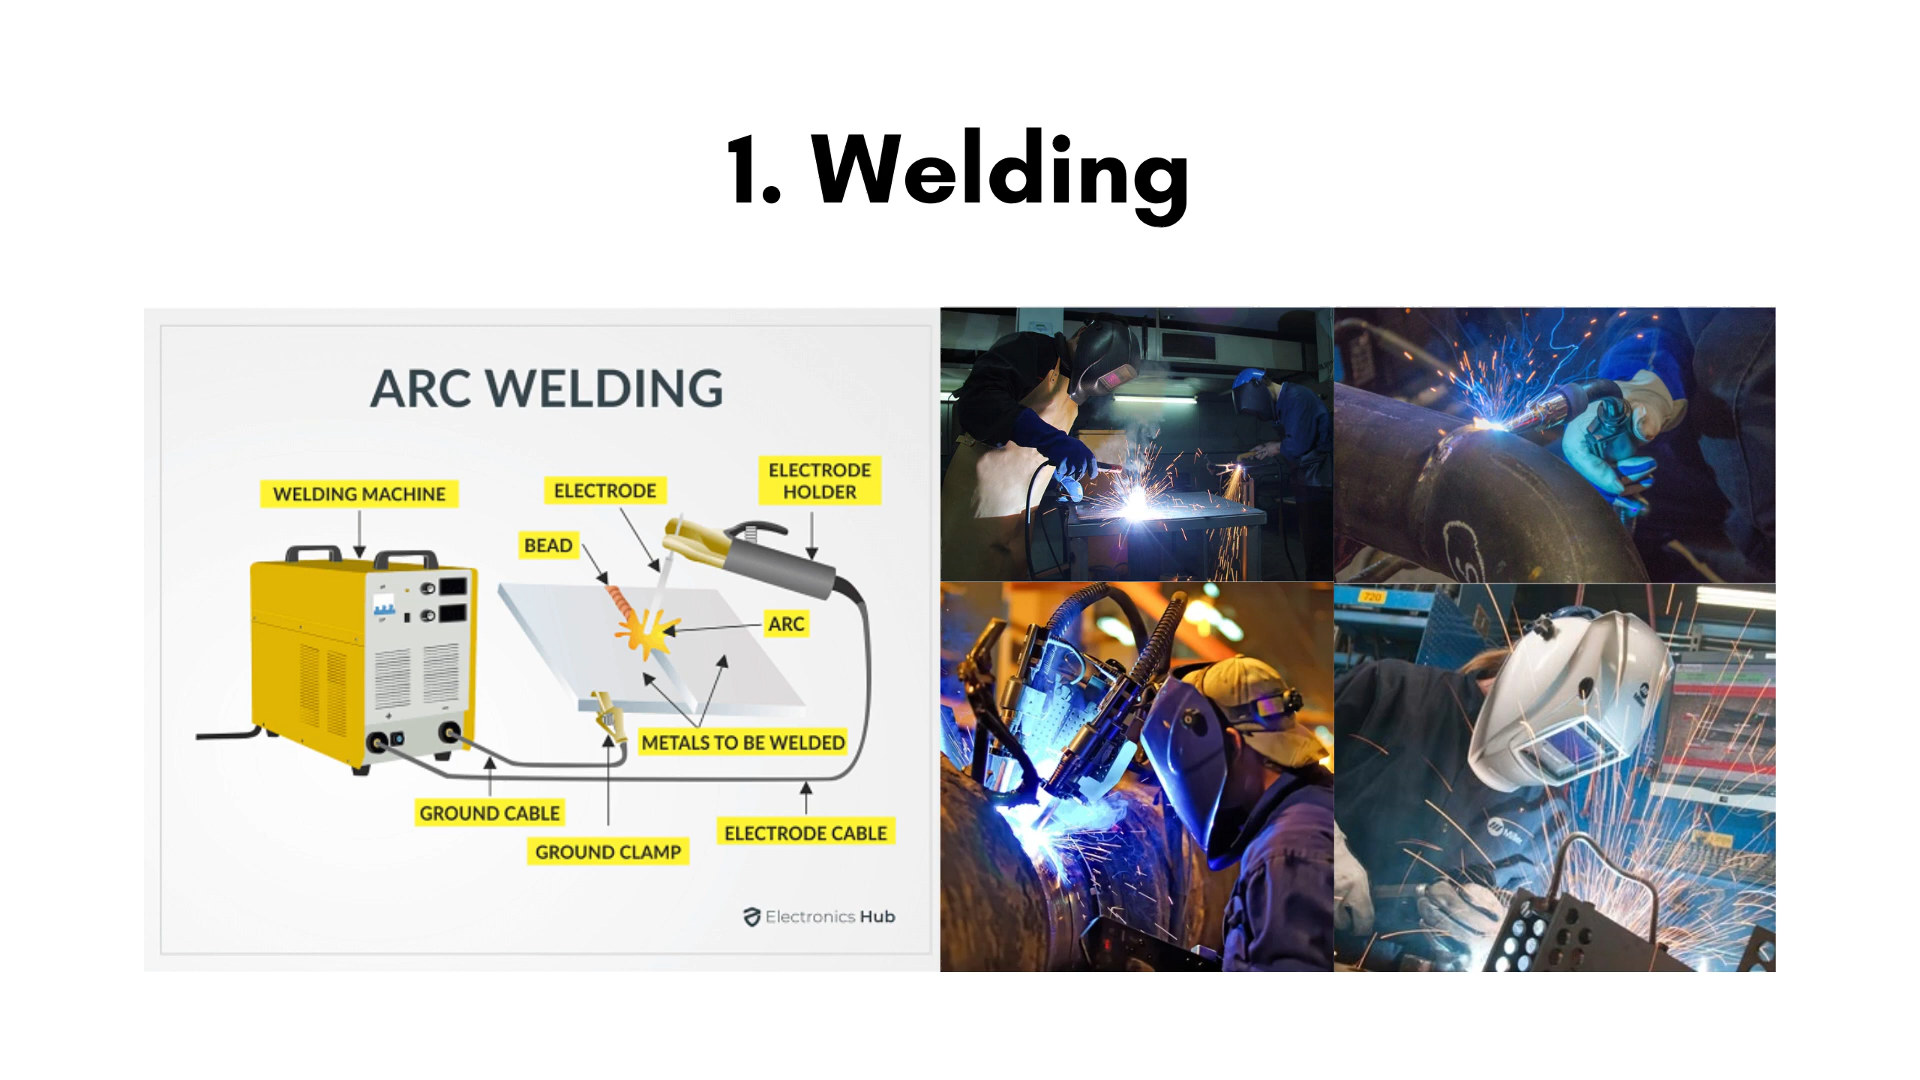 1. Welding
ARC WELDING
WELDING MACHINE
ELECTRODE
ELECTRODE
HOLDER
BEAD
ARC
METALS TO BE WELDED
GROUND CABLE
ELECTRODE CABLE
GROUND CLAMP
Electronics Hub
720